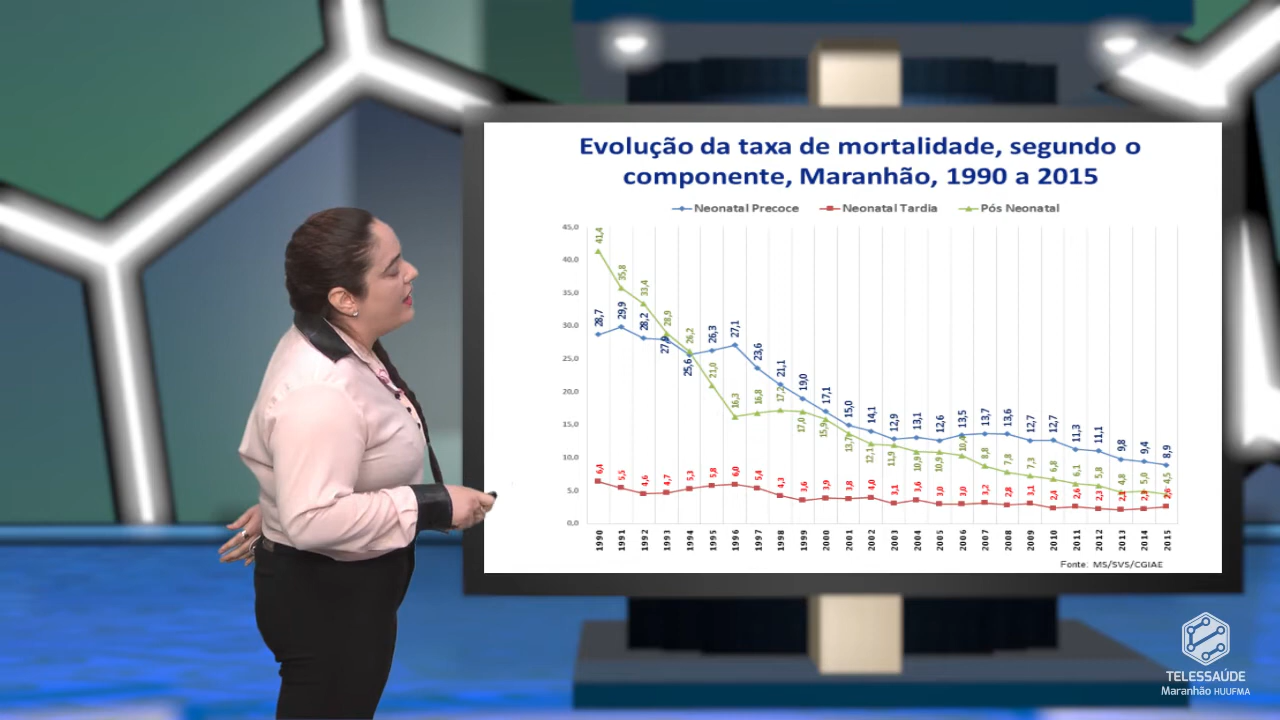 Evolução da taxa de mortalidade, segundo o
componente, Maranhão, 1990 a 2015
Neonatal Precoce Neonatal Tardia Pós Neonatal
45,0
40,0
35,0
30,0
25,0
20,0
15,0
10,0
5,0
0,0
41,4 35,8 33,4 28,9 26,2 21,0 16,3 16,8 17,2 17,0 15,9 13,7 12,1 11,9 10,9 10,9 10,4 8,8 7,8 7,3 6,8 6,1 5,8 4,8 5,0 4,5
28,7 29,9 28,2 27,9 25,6 26,3 27,1 23,6 21,1 19,0 17,1 15,0 14,1 12,9 13,1 12,6 13,5 13,7 13,6 12,7 12,7 11,3 11,1 9,8 9,4 8,9
6,4 5,5 4,6 4,7 5,3 5,8 6,0 5,4 4,3 3,6 3,9 3,8 4,0 3,1 3,6 3,0 3,0 3,2 2,8 3,1 2,4 2,6 2,3
1990 1991 1992 1993 1994 1995 1996 1997 1998 1999 2000 2001 2002 2003 2004 2005 2006 2007 2008 2009 2010 2011 2012 2013 2014 2015
Fonte: MS/SVS/CGIAE
TELESSAÚDE
Maranhão HUUFMA